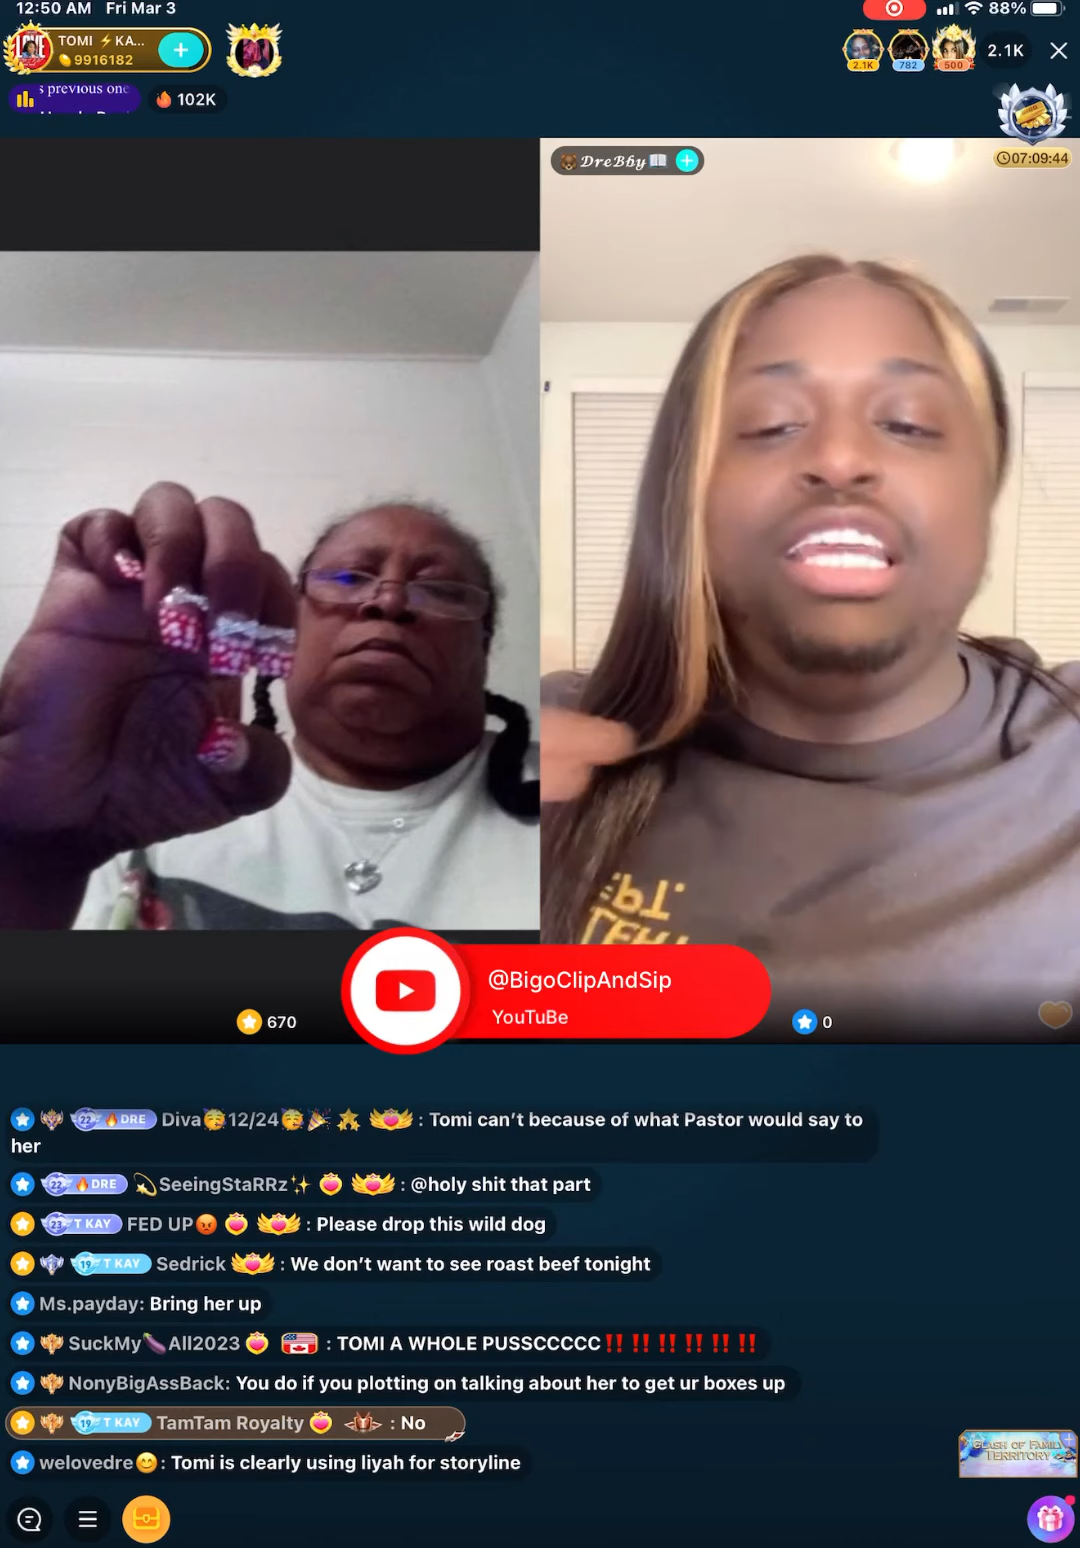 12:50 AM Fri Mar 3
88%
TOMI ⚡KA...
9916182
+
2.1K
782
500
2.1K
s previous one
102K
🐻DreBby📖 +
07:09:44
@BigoClipAndSip
YouTuBe
670
0
22 🔥DRE Diva🥳12/24🥳🎉 : Tomi can't because of what Pastor would say to
her
22 🔥DRE 💫SeeingStaRRz✨ : @holy shit that part
23 T KAY FED UP😡 : Please drop this wild dog
19 T KAY Sedrick : We don't want to see roast beef tonight
Ms.payday: Bring her up
SuckMy🍆All2023 : TOMI A WHOLE PUSSCCCCC‼️‼️‼️‼️‼️‼️
NonyBigAssBack: You do if you plotting on talking about her to get ur boxes up
19 T KAY TamTam Royalty : No
welovedre😊: Tomi is clearly using liyah for storyline
CLASH OF FAMILY
TERRITORY